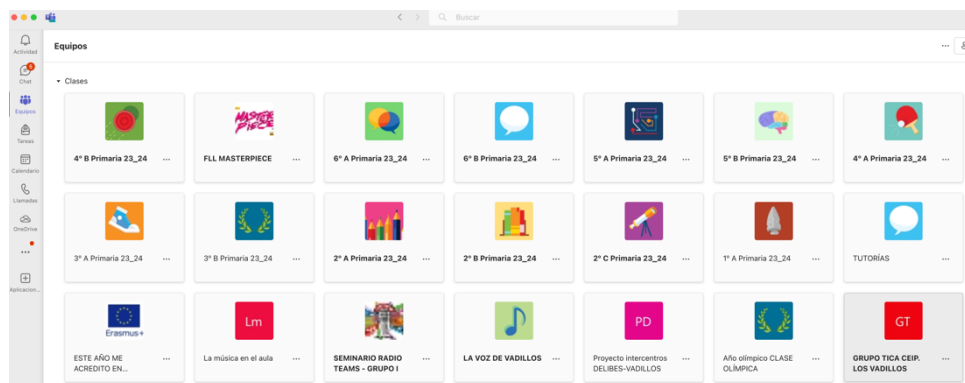 Buscar
Actividad
Equipos
6
Chat
Clases
Equipos
Tareas
4º B Primaria 23_24
MASTER PIECE
FLL MASTERPIECE
6º A Primaria 23_24
6º B Primaria 23_24
5º A Primaria 23_24
5º B Primaria 23_24
4º A Primaria 23_24
Calendario
Llamadas
OneDrive
Aplicacion...
3º A Primaria 23_24
3º B Primaria 23_24
2º A Primaria 23_24
2º B Primaria 23_24
2º C Primaria 23_24
1º A Primaria 23_24
TUTORÍAS
Erasmus+
ESTE AÑO ME
ACREDITO EN...
Lm
La música en el aula
SEMINARIO RADIO
TEAMS - GRUPO I
LA VOZ DE VADILLOS
PD
Proyecto intercentros
DELIBES-VADILLOS
Año olímpico CLASE
OLÍMPICA
GT
GRUPO TICA CEIP.
LOS VADILLOS